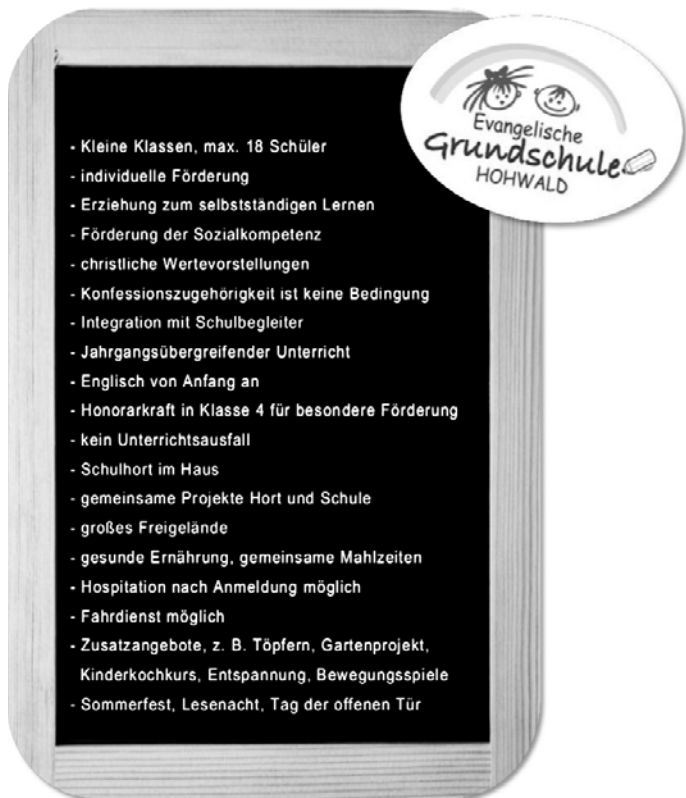 Evangelische
Grundschule
HOHWALD
- Kleine Klassen, max. 18 Schüler
- individuelle Förderung
- Erziehung zum selbstständigen Lernen
- Förderung der Sozialkompetenz
- christliche Wertevorstellungen
- Konfessionszugehörigkeit ist keine Bedingung
- Integration mit Schulbegleiter
- Jahrgangsübergreifender Unterricht
- Englisch von Anfang an
- Honorarkraft in Klasse 4 für besondere Förderung
- kein Unterrichtsausfall
- Schulhort im Haus
- gemeinsame Projekte Hort und Schule
- großes Freigelände
- gesunde Ernährung, gemeinsame Mahlzeiten
- Hospitation nach Anmeldung möglich
- Fahrdienst möglich
- Zusatzangebote, z. B. Töpfern, Gartenprojekt,
Kinderkochkurs, Entspannung, Bewegungsspiele
- Sommerfest, Lesenacht, Tag der offenen Tür